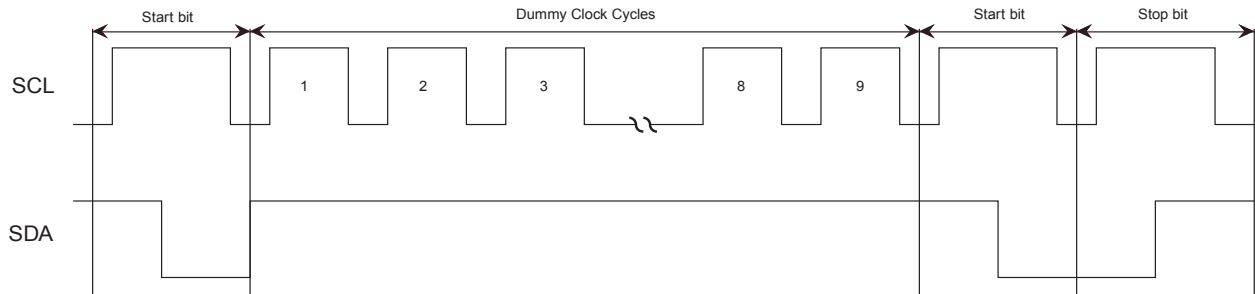 Start bit
Dummy Clock Cycles
Start bit
Stop bit
SCL
1
2
3
8
9
SDA